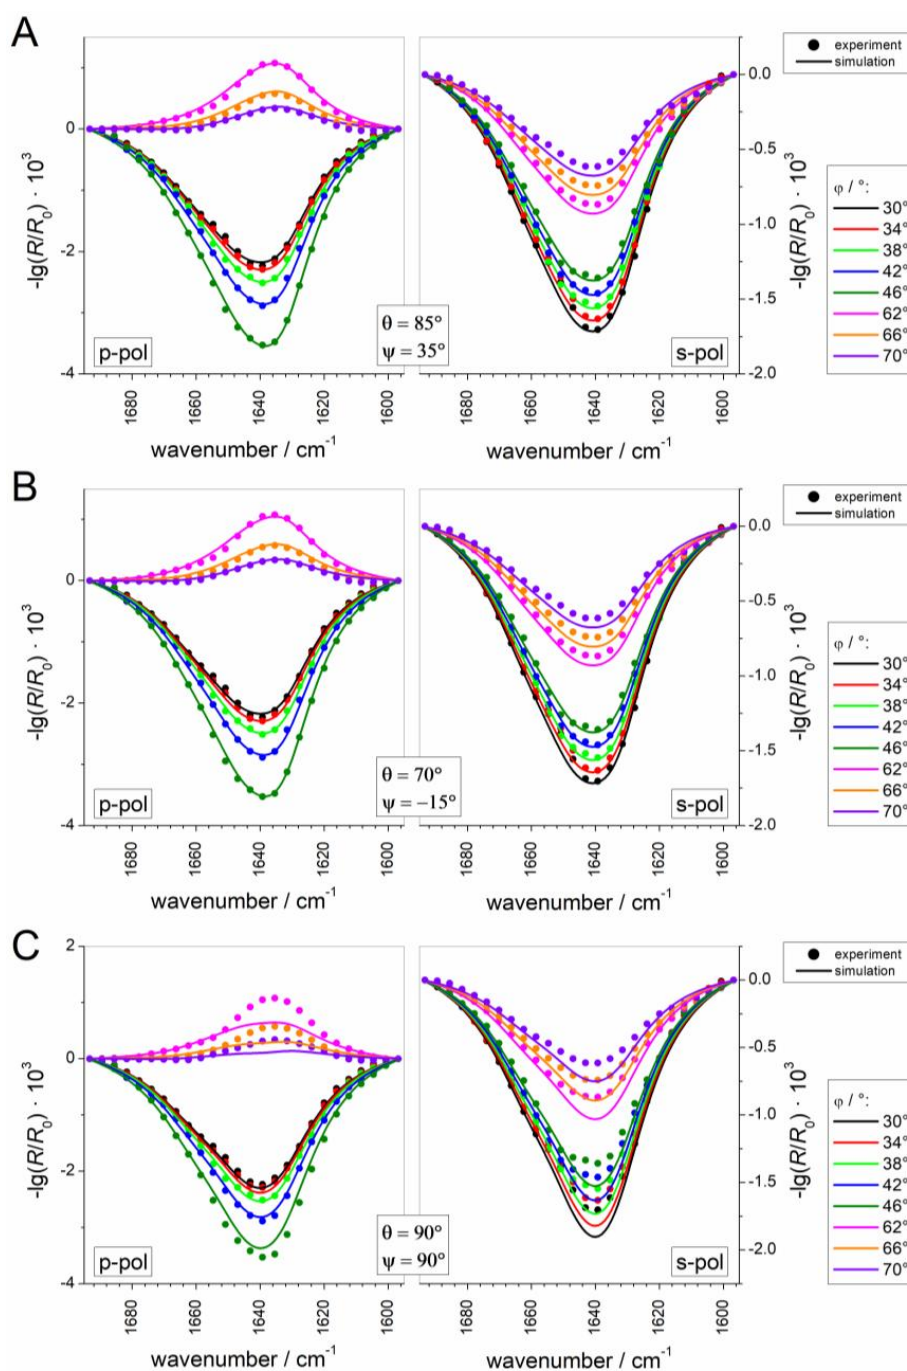 A
experiment
simulation
0
-2
-4
-lg(R/R₀) · 10³
0.0
-0.5
-1.0
-1.5
-2.0
-lg(R/R₀) · 10³
φ / °:
30°
34°
38°
42°
46°
62°
66°
70°
p-pol
θ = 85°
ψ = 35°
s-pol
1680
1660
1640
1620
1600
1680
1660
1640
1620
1600
wavenumber / cm⁻¹
wavenumber / cm⁻¹
B
experiment
simulation
0
-2
-4
-lg(R/R₀) · 10³
0.0
-0.5
-1.0
-1.5
-2.0
-lg(R/R₀) · 10³
φ / °:
30°
34°
38°
42°
46°
62°
66°
70°
p-pol
θ = 70°
ψ = −15°
s-pol
1680
1660
1640
1620
1600
1680
1660
1640
1620
1600
wavenumber / cm⁻¹
wavenumber / cm⁻¹
C
experiment
simulation
2
0
-2
-4
-lg(R/R₀) · 10³
0.0
-0.5
-1.0
-1.5
-2.0
-lg(R/R₀) · 10³
φ / °:
30°
34°
38°
42°
46°
62°
66°
70°
p-pol
θ = 90°
ψ = 90°
s-pol
1680
1660
1640
1620
1600
1680
1660
1640
1620
1600
wavenumber / cm⁻¹
wavenumber / cm⁻¹